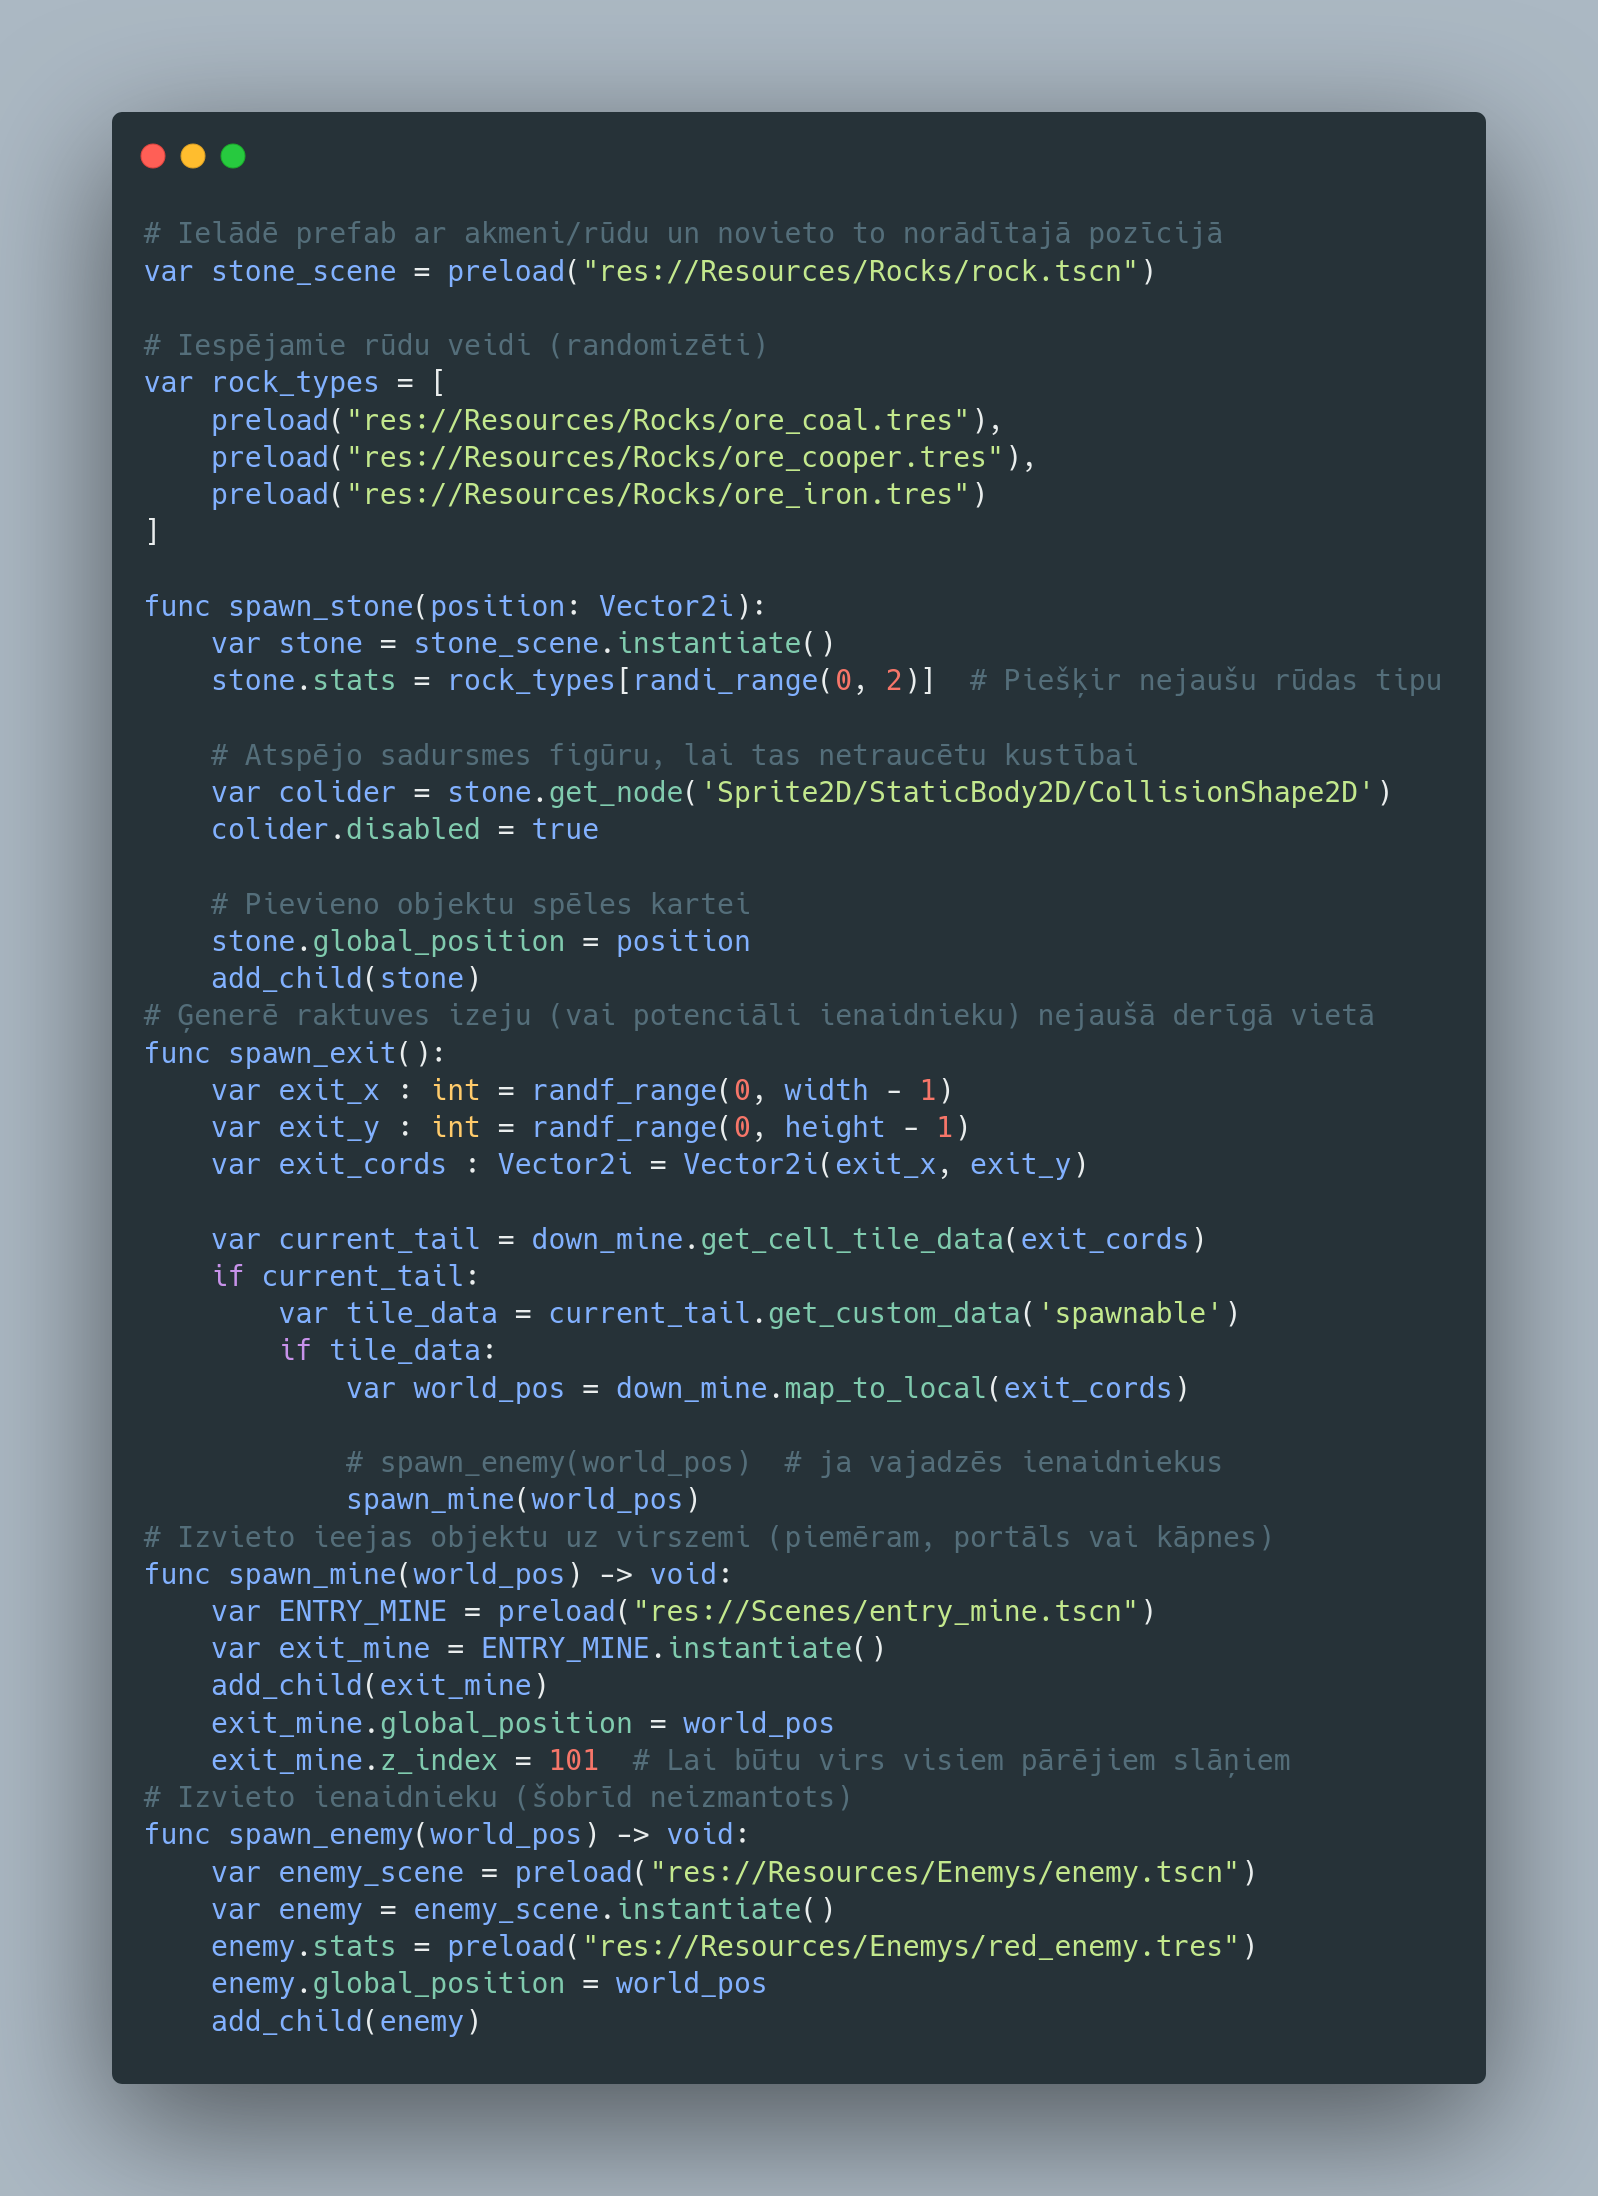 # Ielādē prefab ar akmeni/rūdu un novieto to norādītajā pozīcijā
var stone_scene = preload("res://Resources/Rocks/rock.tscn")
# Iespējamie rūdu veidi (randomizēti)
var rock_types = [
    preload("res://Resources/Rocks/ore_coal.tres"),
    preload("res://Resources/Rocks/ore_cooper.tres"),
    preload("res://Resources/Rocks/ore_iron.tres")
]
func spawn_stone(position: Vector2i):
    var stone = stone_scene.instantiate()
    stone.stats = rock_types[randi_range(0, 2)]  # Piešķir nejaušu rūdas tipu
    # Atspējo sadursmes figūru, lai tas netraucētu kustībai
    var colider = stone.get_node('Sprite2D/StaticBody2D/CollisionShape2D')
    colider.disabled = true
    # Pievieno objektu spēles kartei
    stone.global_position = position
    add_child(stone)
# Ģenerē raktuves izeju (vai potenciāli ienaidnieku) nejaušā derīgā vietā
func spawn_exit():
    var exit_x : int = randf_range(0, width - 1)
    var exit_y : int = randf_range(0, height - 1)
    var exit_cords : Vector2i = Vector2i(exit_x, exit_y)
    var current_tail = down_mine.get_cell_tile_data(exit_cords)
    if current_tail:
        var tile_data = current_tail.get_custom_data('spawnable')
        if tile_data:
            var world_pos = down_mine.map_to_local(exit_cords)
            # spawn_enemy(world_pos)  # ja vajadzēs ienaidniekus
            spawn_mine(world_pos)
# Izvieto ieejas objektu uz virszemi (piemēram, portāls vai kāpnes)
func spawn_mine(world_pos) -> void:
    var ENTRY_MINE = preload("res://Scenes/entry_mine.tscn")
    var exit_mine = ENTRY_MINE.instantiate()
    add_child(exit_mine)
    exit_mine.global_position = world_pos
    exit_mine.z_index = 101  # Lai būtu virs visiem pārējiem slāņiem
# Izvieto ienaidnieku (šobrīd neizmantots)
func spawn_enemy(world_pos) -> void:
    var enemy_scene = preload("res://Resources/Enemys/enemy.tscn")
    var enemy = enemy_scene.instantiate()
    enemy.stats = preload("res://Resources/Enemys/red_enemy.tres")
    enemy.global_position = world_pos
    add_child(enemy)